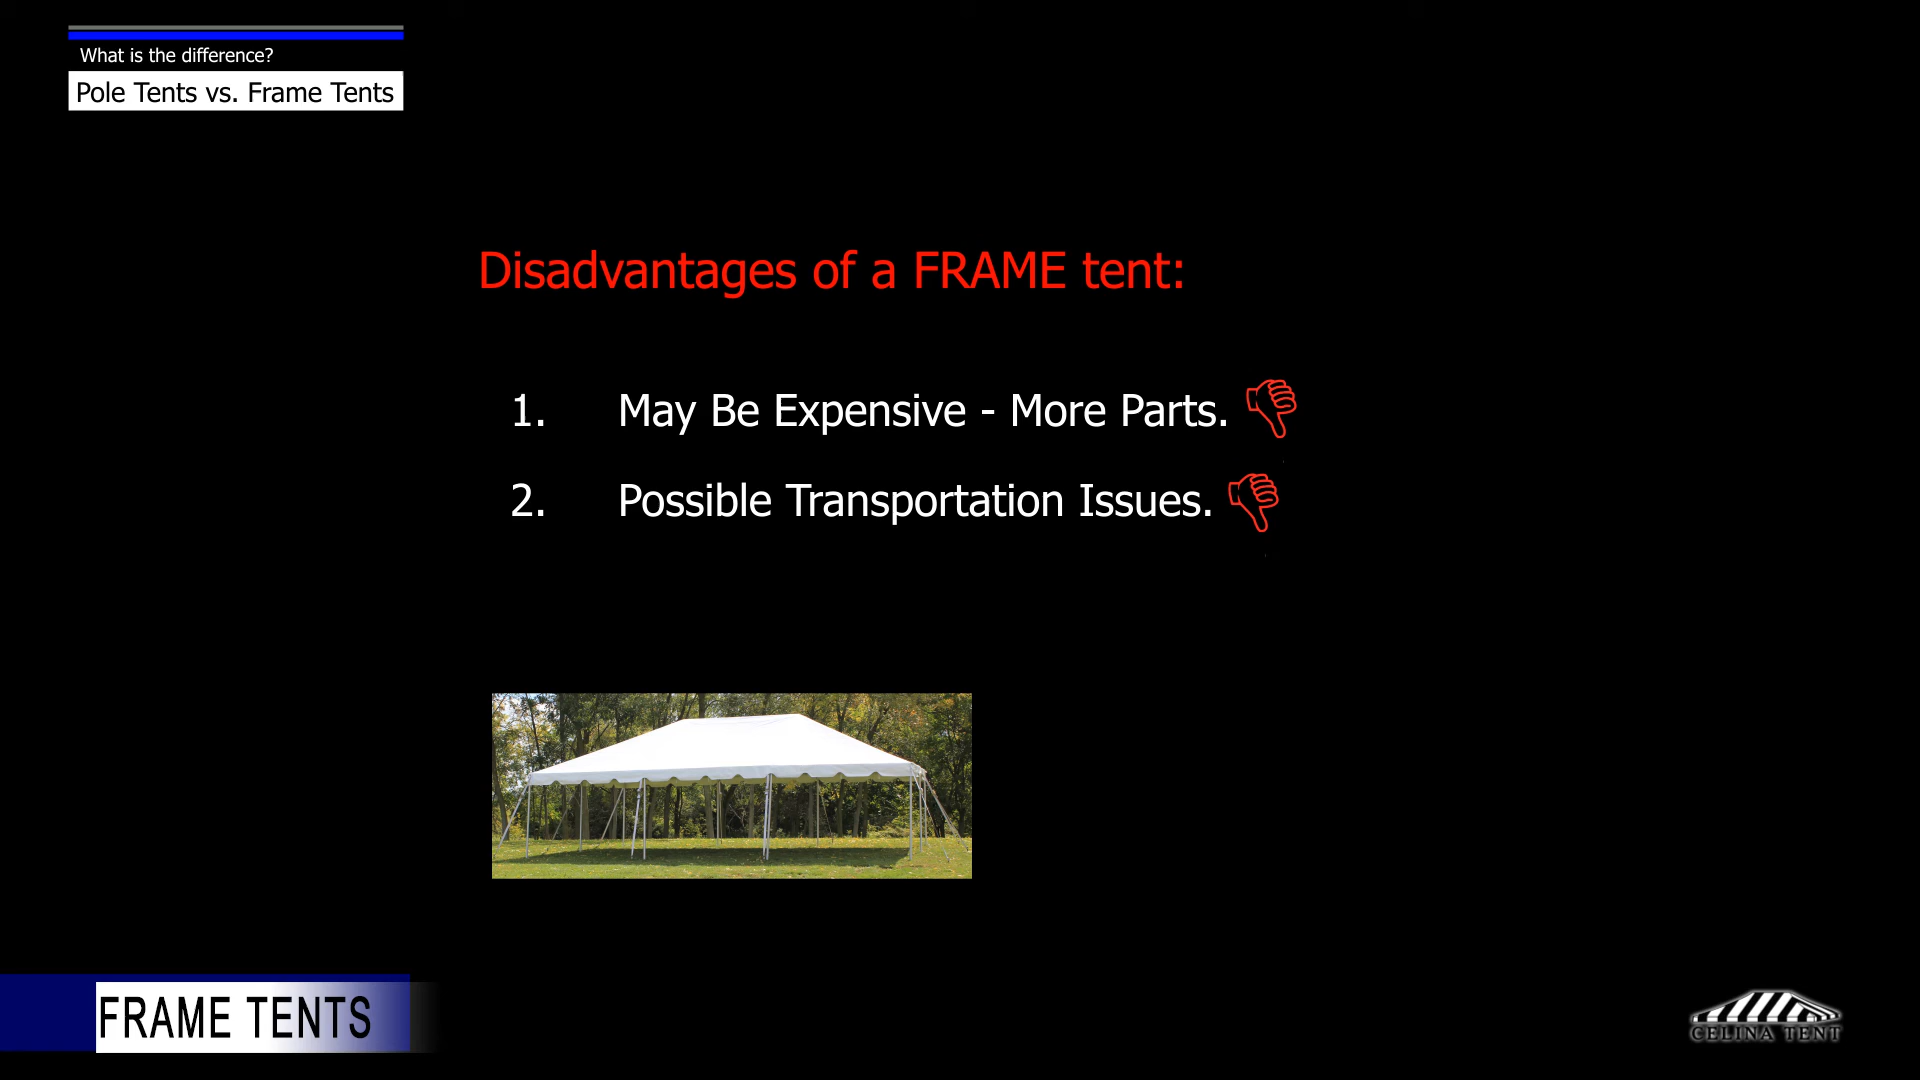 What is the difference?
Pole Tents vs. Frame Tents
Disadvantages of a FRAME tent:
1. May Be Expensive - More Parts.
2. Possible Transportation Issues.
FRAME TENTS
CELINA TENT